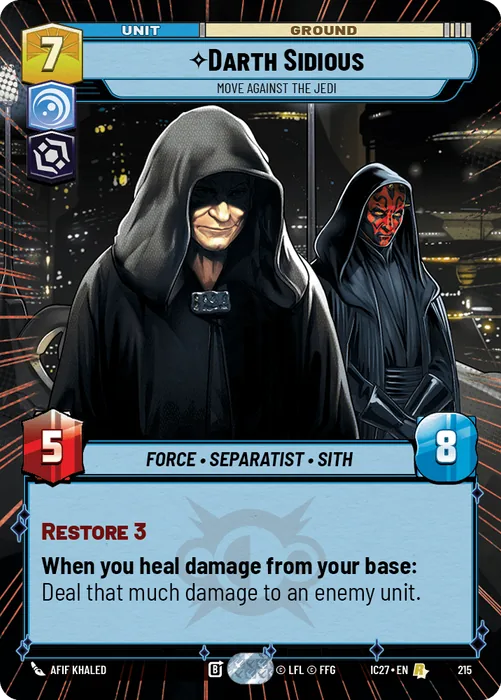 UNIT
GROUND
7
✧DARTH SIDIOUS
MOVE AGAINST THE JEDI
5
8
FORCE • SEPARATIST • SITH
RESTORE 3
When you heal damage from your base:
Deal that much damage to an enemy unit.
AFIF KHALED
B
© LFL © FFG
IC27 • EN
R
215